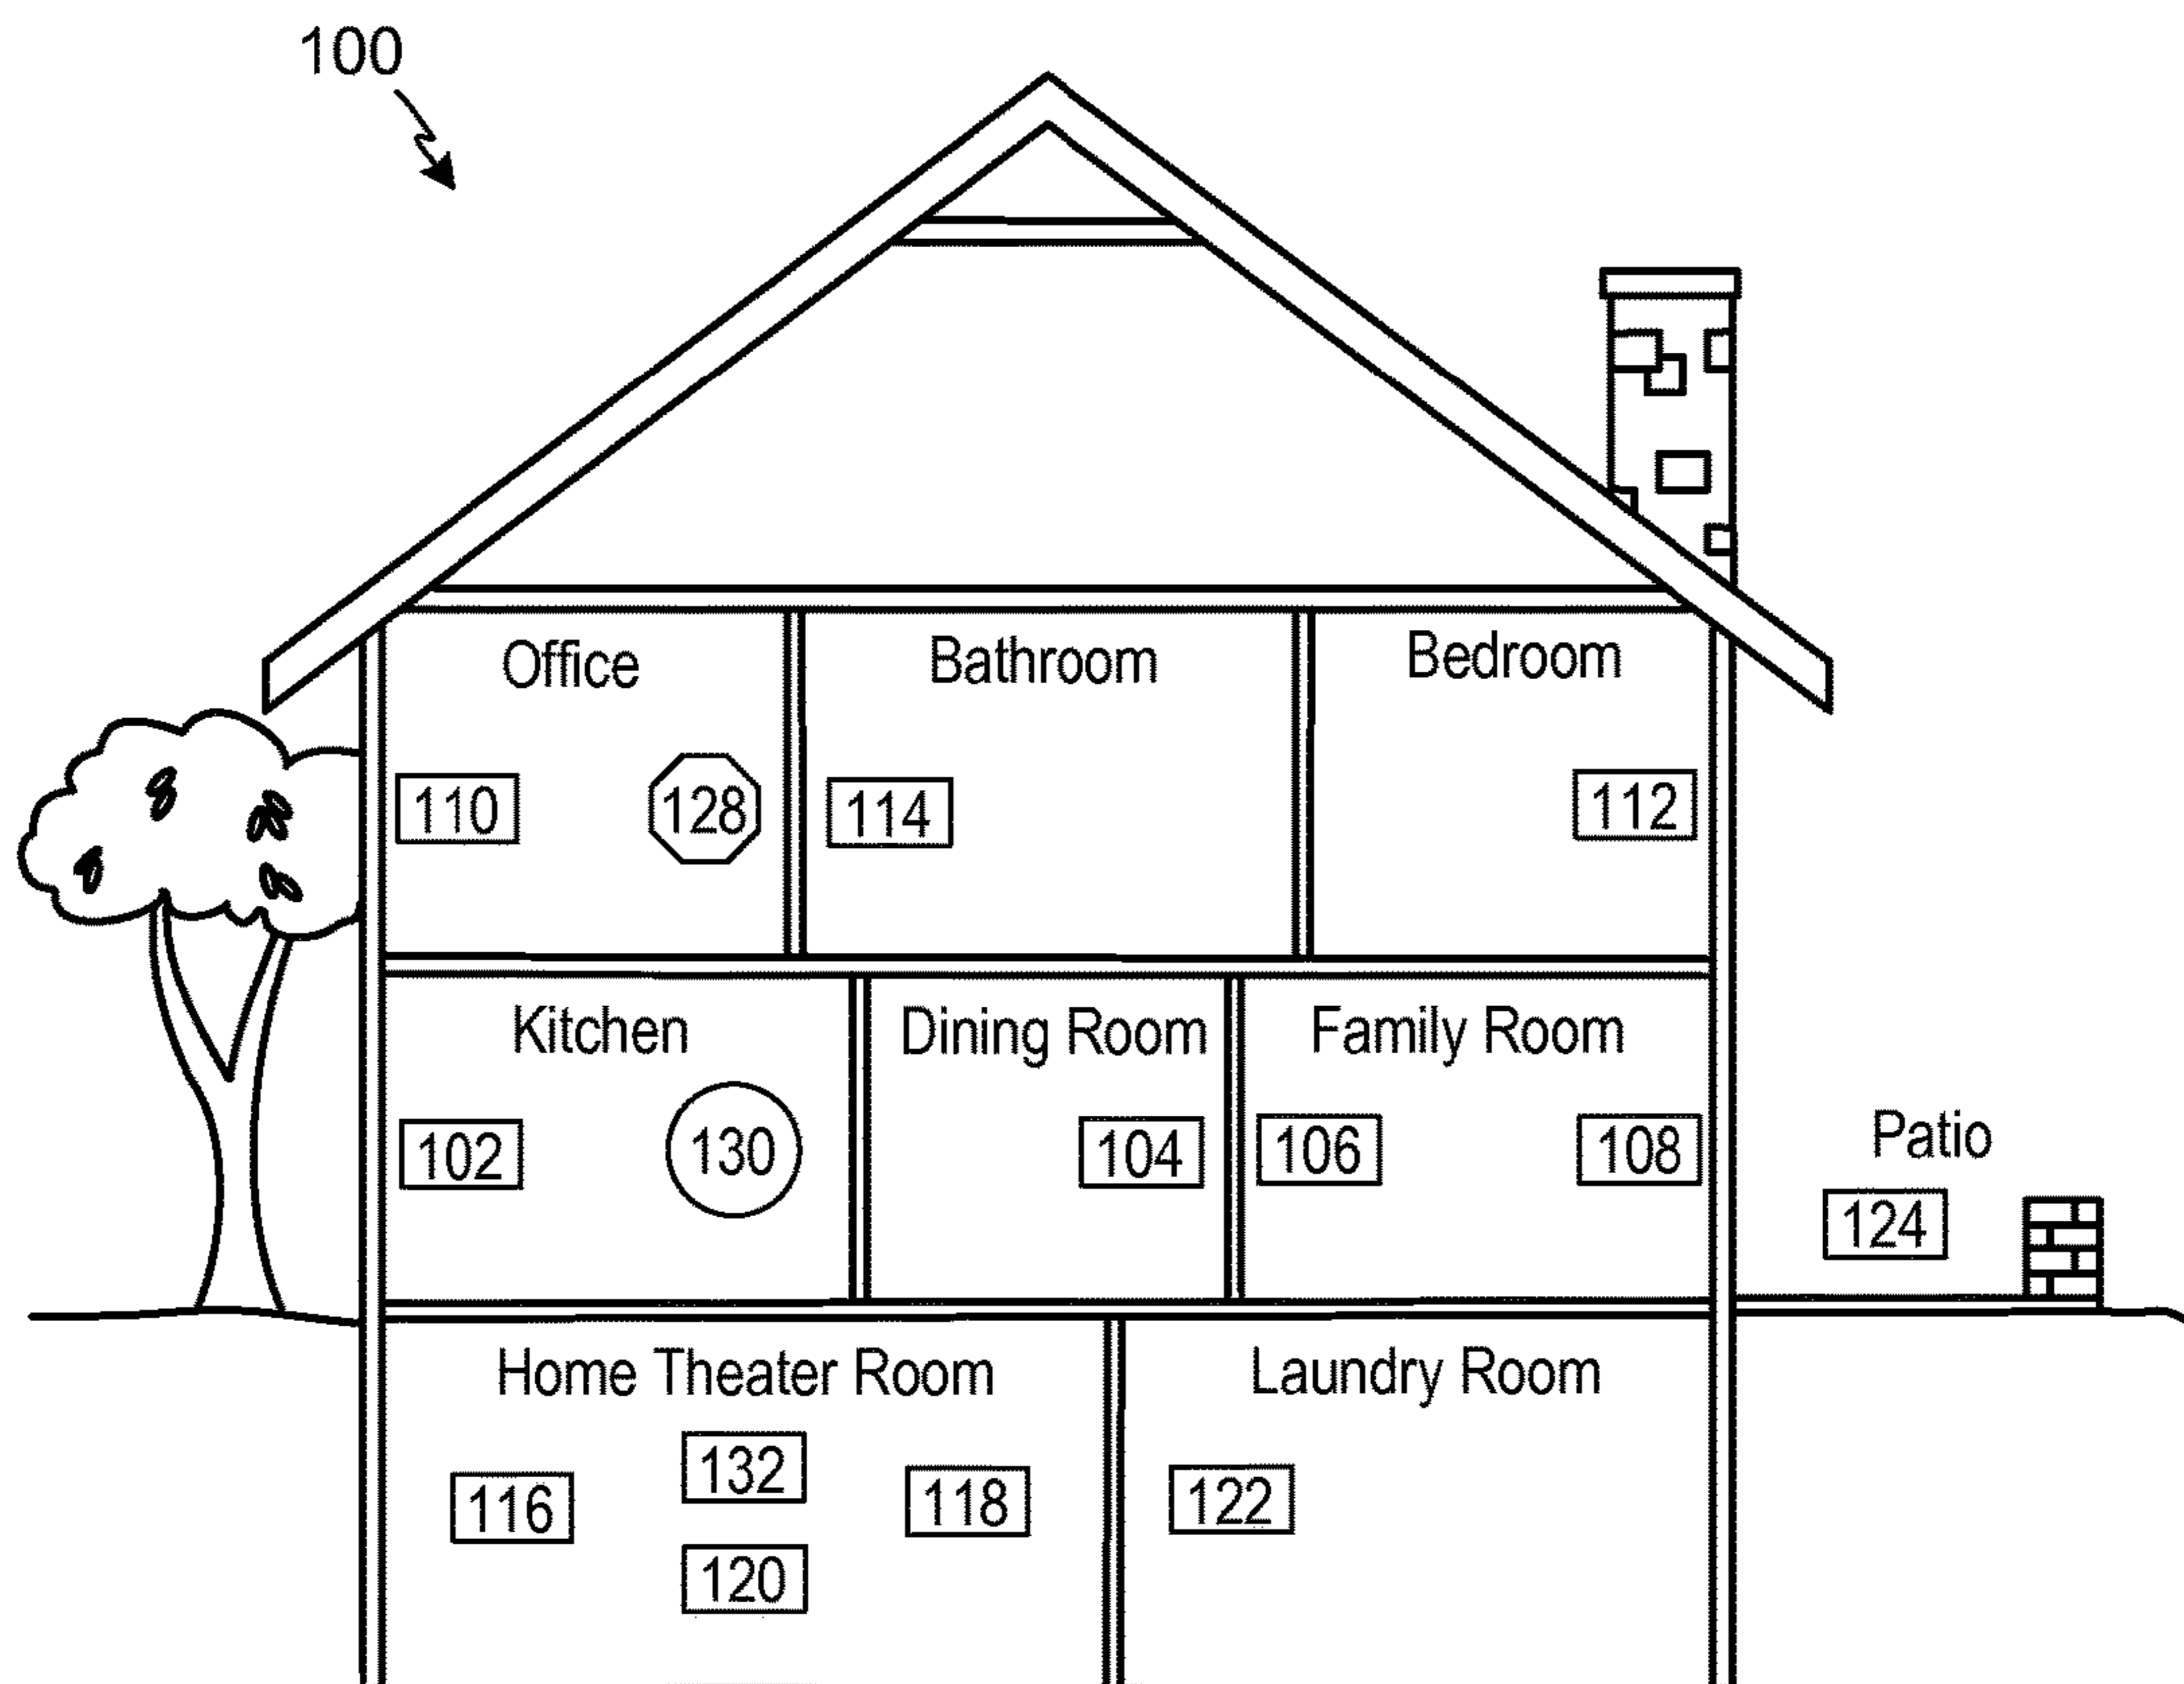 100
Office
Bathroom
Bedroom
110
128
114
112
Kitchen
Dining Room
Family Room
102
130
104
106
108
Patio
124
Home Theater Room
Laundry Room
132
116
118
122
120